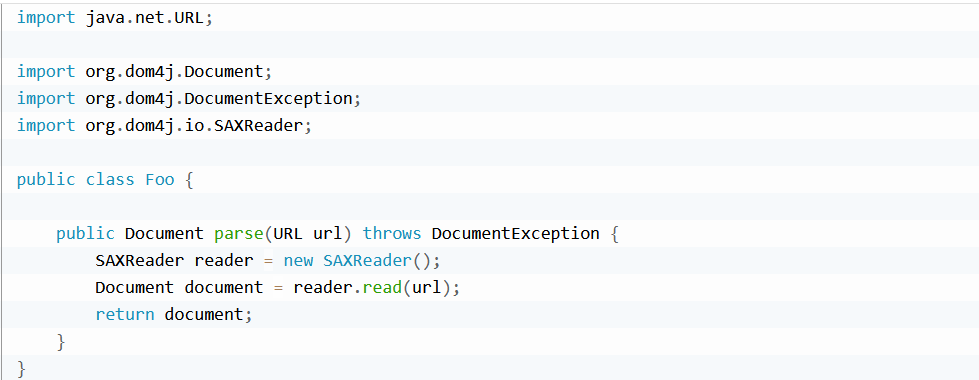 import java.net.URL;
import org.dom4j.Document;
import org.dom4j.DocumentException;
import org.dom4j.io.SAXReader;
public class Foo {
public Document parse(URL url) throws DocumentException {
SAXReader reader = new SAXReader();
Document document = reader.read(url);
return document;
}
}